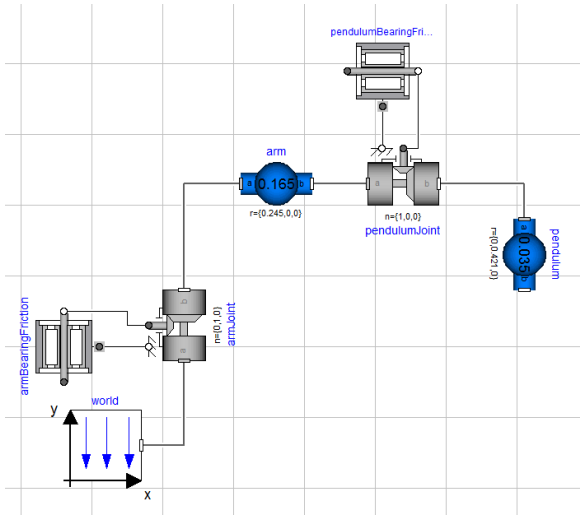 pendulumBearingFri...
arm
a
0.165
b
r={0.245,0,0}
a
b
n={1,0,0}
pendulumJoint
a
0.035
b
r={0,0.421,0}
pendulum
b
a
n={0,1,0}
armJoint
armBearingFriction
world
y
x